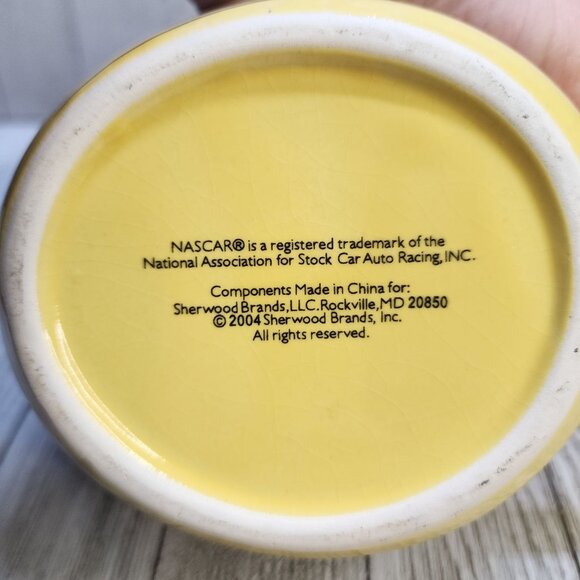 NASCAR® is a registered trademark of the
National Association for Stock Car Auto Racing, INC.
Components Made in China for:
Sherwood Brands, LLC. Rockville, MD 20850
© 2004 Sherwood Brands, Inc.
All rights reserved.